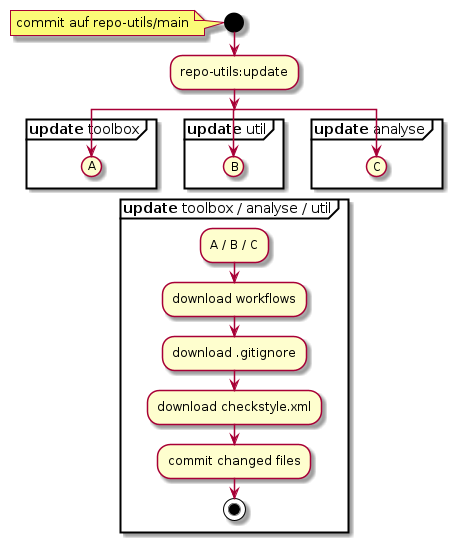 commit auf repo-utils/main
repo-utils:update
update toolbox
update util
update analyse
A
B
C
update toolbox / analyse / util
A / B / C
download workflows
download .gitignore
download checkstyle.xml
commit changed files